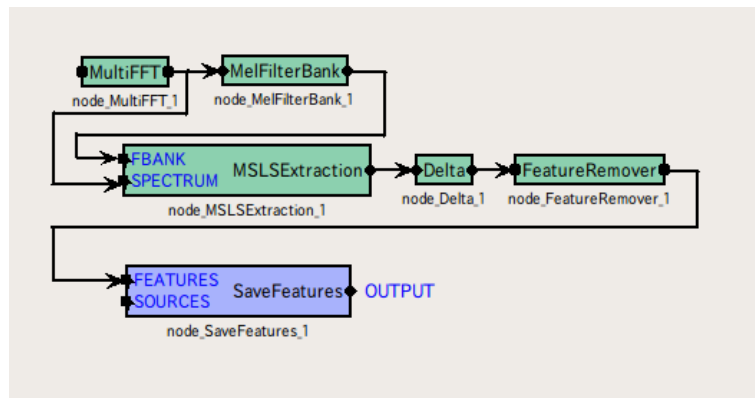 MultiFFT MelFilterBank
node_MultiFFT_1 node_MelFilterBank_1
FBANK
MSLSExtraction Delta FeatureRemover
SPECTRUM
node_MSLSExtraction_1 node_Delta_1 node_FeatureRemover_1
FEATURES
SaveFeatures OUTPUT
SOURCES
node_SaveFeatures_1